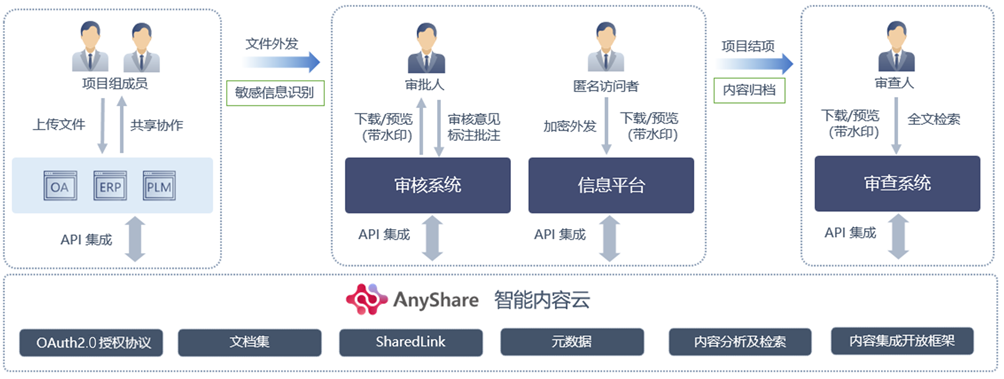 项目组成员
上传文件
共享协作
OA
ERP
PLM
API 集成
文件外发
敏感信息识别
审批人
下载/预览
(带水印)
审核意见
标注批注
审核系统
API 集成
匿名访问者
加密外发
下载/预览
(带水印)
信息平台
API 集成
项目结项
内容归档
审查人
下载/预览
(带水印)
全文检索
审查系统
API 集成
AnyShare 智能内容云
OAuth2.0 授权协议
文档集
SharedLink
元数据
内容分析及检索
内容集成开放框架